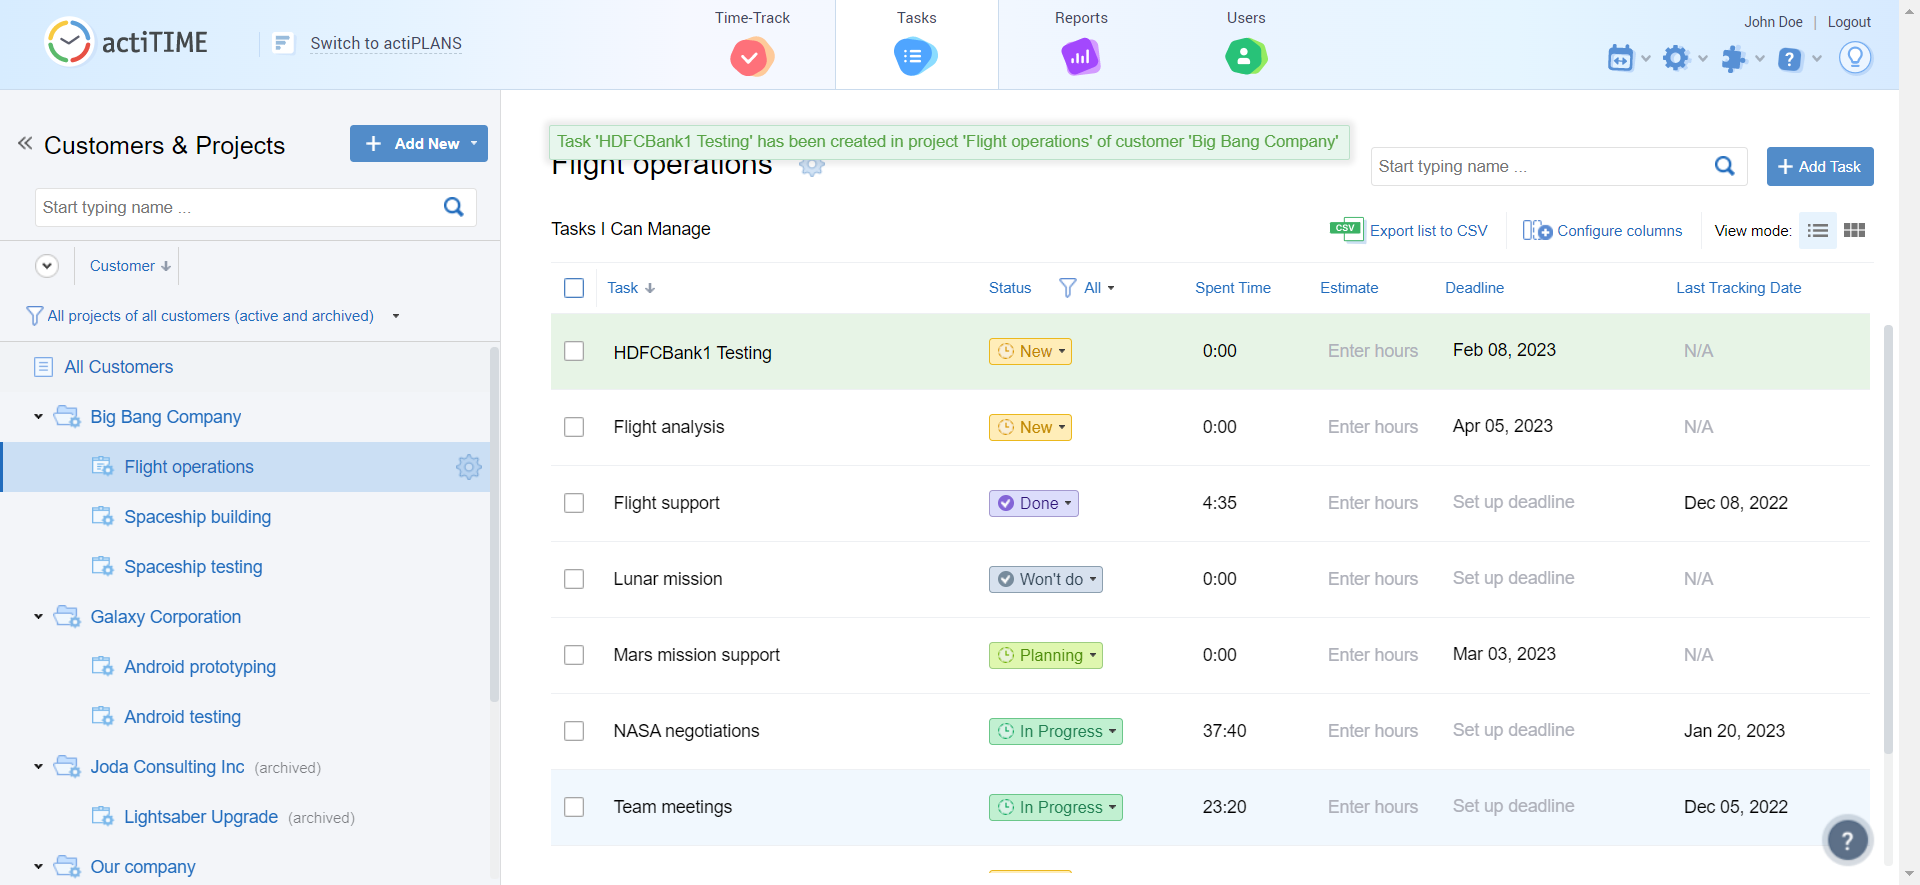 actiTIME
Switch to actiPLANS
Time-Track
Tasks
Reports
Users
John Doe | Logout
Customers & Projects
Add New
Start typing name ...
Customer
All projects of all customers (active and archived)
All Customers
Big Bang Company
Flight operations
Spaceship building
Spaceship testing
Galaxy Corporation
Android prototyping
Android testing
Joda Consulting Inc (archived)
Lightsaber Upgrade (archived)
Our company
Task 'HDFCBank1 Testing' has been created in project 'Flight operations' of customer 'Big Bang Company'
Flight operations
Start typing name ...
Add Task
Tasks I Can Manage
CSV Export list to CSV
Configure columns
View mode:
Task Status All Spent Time Estimate Deadline Last Tracking Date
HDFCBank1 Testing New 0:00 Enter hours Feb 08, 2023 N/A
Flight analysis New 0:00 Enter hours Apr 05, 2023 N/A
Flight support Done 4:35 Enter hours Set up deadline Dec 08, 2022
Lunar mission Won't do 0:00 Enter hours Set up deadline N/A
Mars mission support Planning 0:00 Enter hours Mar 03, 2023 N/A
NASA negotiations In Progress 37:40 Enter hours Set up deadline Jan 20, 2023
Team meetings In Progress 23:20 Enter hours Set up deadline Dec 05, 2022
?